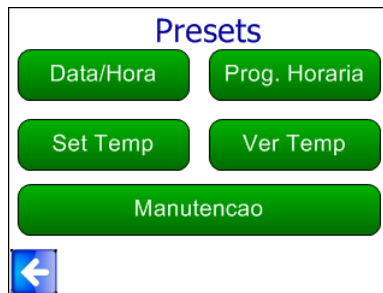 Presets
Data/Hora
Prog. Horaria
Set Temp
Ver Temp
Manutencao